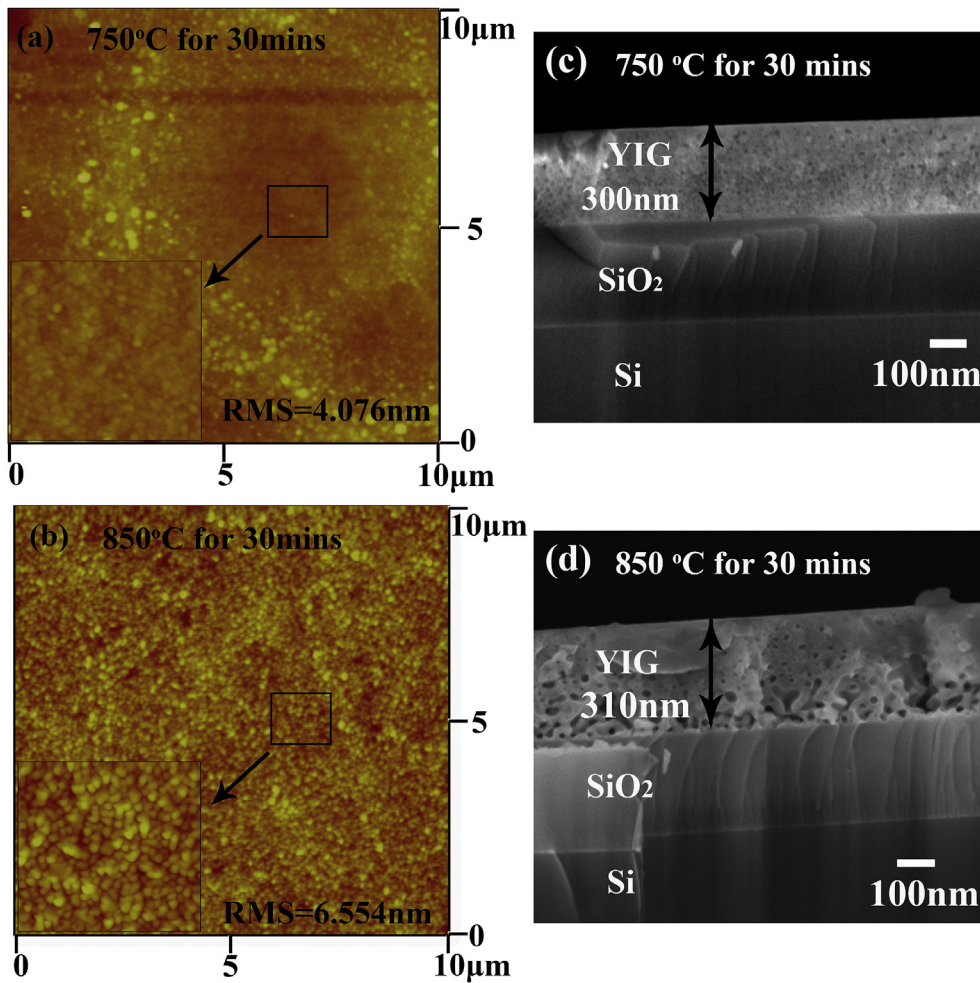 (a) 750°C for 30mins
RMS=4.076nm
10μm
5
0
0 5 10μm
(b) 850°C for 30mins
RMS=6.554nm
10μm
5
0
0 5 10μm
(c) 750 °C for 30 mins
YIG
300nm
SiO₂
Si
100nm
(d) 850 °C for 30 mins
YIG
310nm
SiO₂
Si
100nm